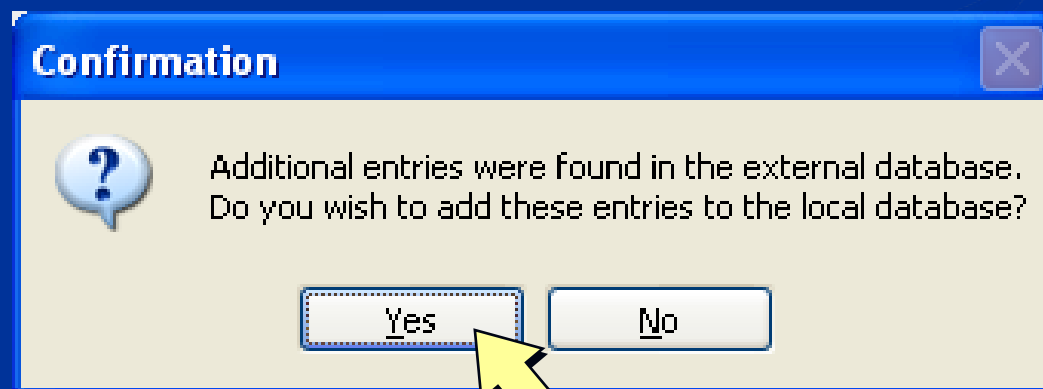 Confirmation
Additional entries were found in the external database.
Do you wish to add these entries to the local database?
Yes
No